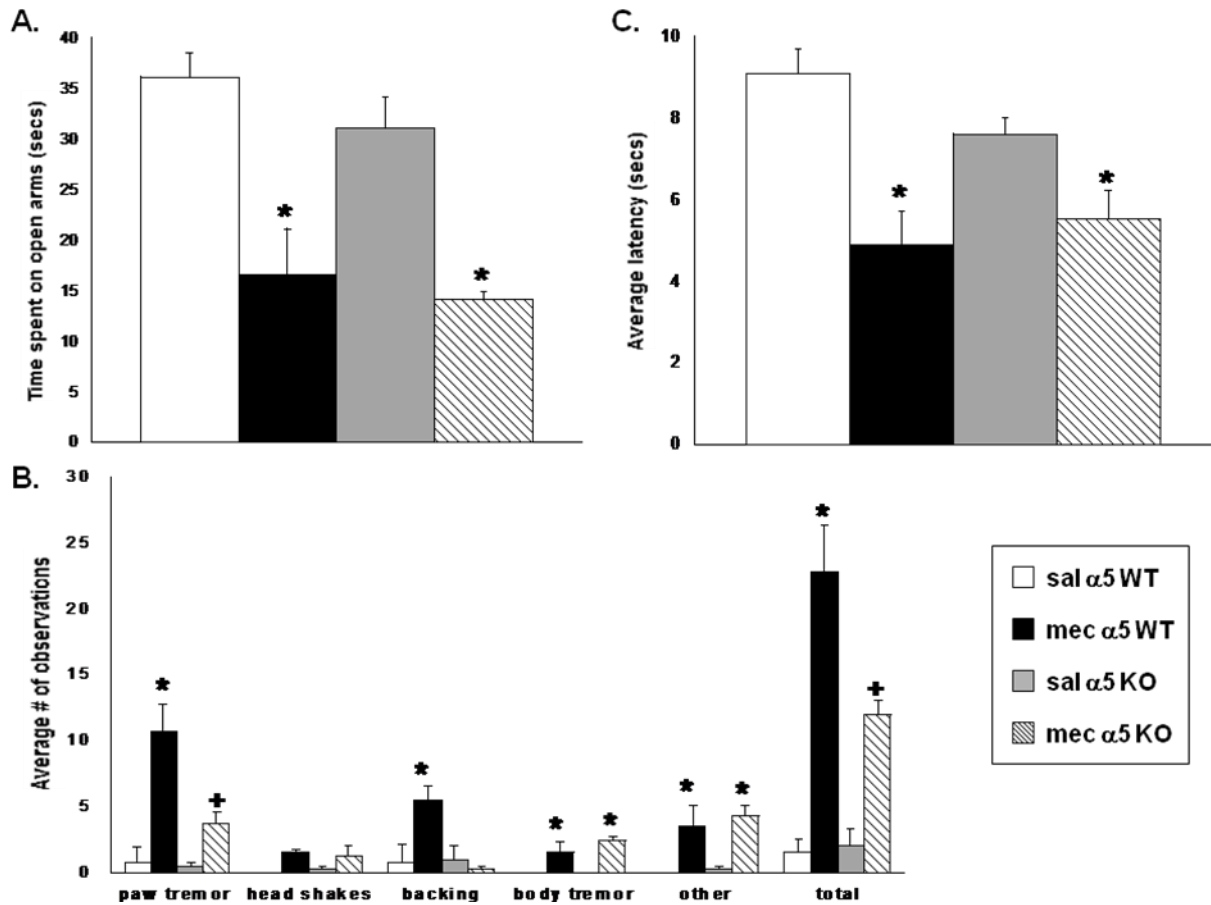 A.
Time spent on open arms (secs)
40
35
30
25
20
15
10
5
0
*
*
C.
Average latency (secs)
10
8
6
4
2
0
*
*
B.
Average # of observations
30
25
20
15
10
5
0
*
+
*
*
*
*
*
*
+
paw tremor
head shakes
backing
body tremor
other
total
sal α5 WT
mec α5 WT
sal α5 KO
mec α5 KO